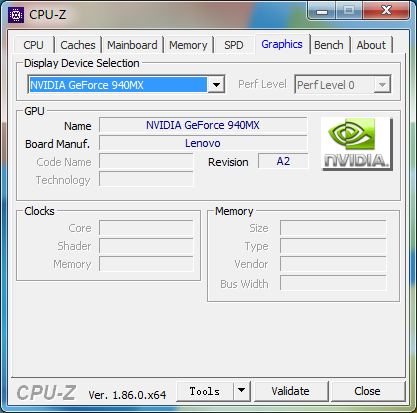 CPU-Z
CPU Caches Mainboard Memory SPD Graphics Bench About
Display Device Selection
NVIDIA GeForce 940MX Perf Level Perf Level 0
GPU
Name NVIDIA GeForce 940MX
Board Manuf. Lenovo
Code Name Revision A2
Technology
NVIDIA.
Clocks
Core
Shader
Memory
Memory
Size
Type
Vendor
Bus Width
CPU-Z Ver. 1.86.0.x64 Tools Validate Close